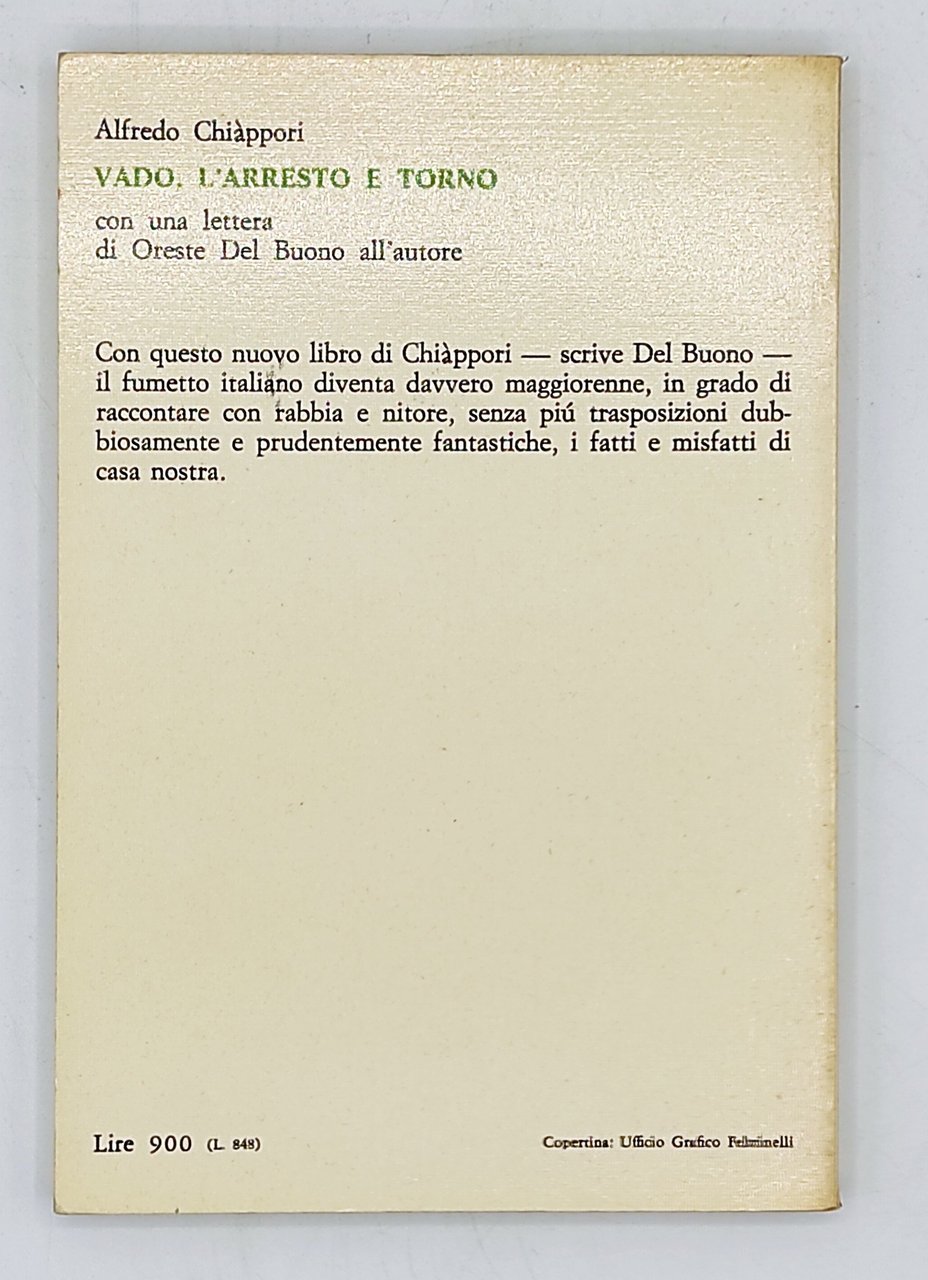 Alfredo Chiàppori
VADO, L'ARRESTO E TORNO
con una lettera
di Oreste Del Buono all'autore
Con questo nuovo libro di Chiàppori — scrive Del Buono —
il fumetto italiano diventa davvero maggiorenne, in grado di
raccontare con rabbia e nitore, senza piú trasposizioni dub-
biosamente e prudentemente fantastiche, i fatti e misfatti di
casa nostra.
Lire 900 (L. 848)
Copertina: Ufficio Grafico Feltrinelli